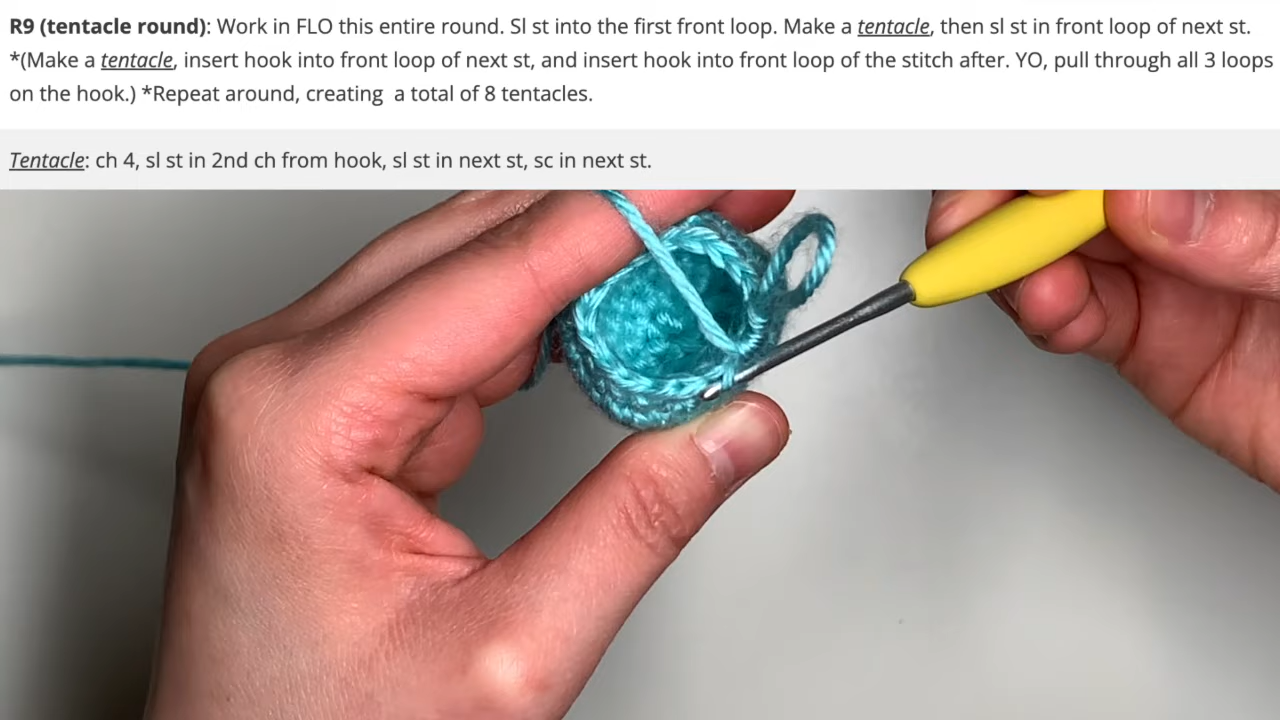 R9 (tentacle round): Work in FLO this entire round. Sl st into the first front loop. Make a tentacle, then sl st in front loop of next st.
*(Make a tentacle, insert hook into front loop of next st, and insert hook into front loop of the stitch after. YO, pull through all 3 loops
on the hook.) *Repeat around, creating  a total of 8 tentacles.
Tentacle: ch 4, sl st in 2nd ch from hook, sl st in next st, sc in next st.